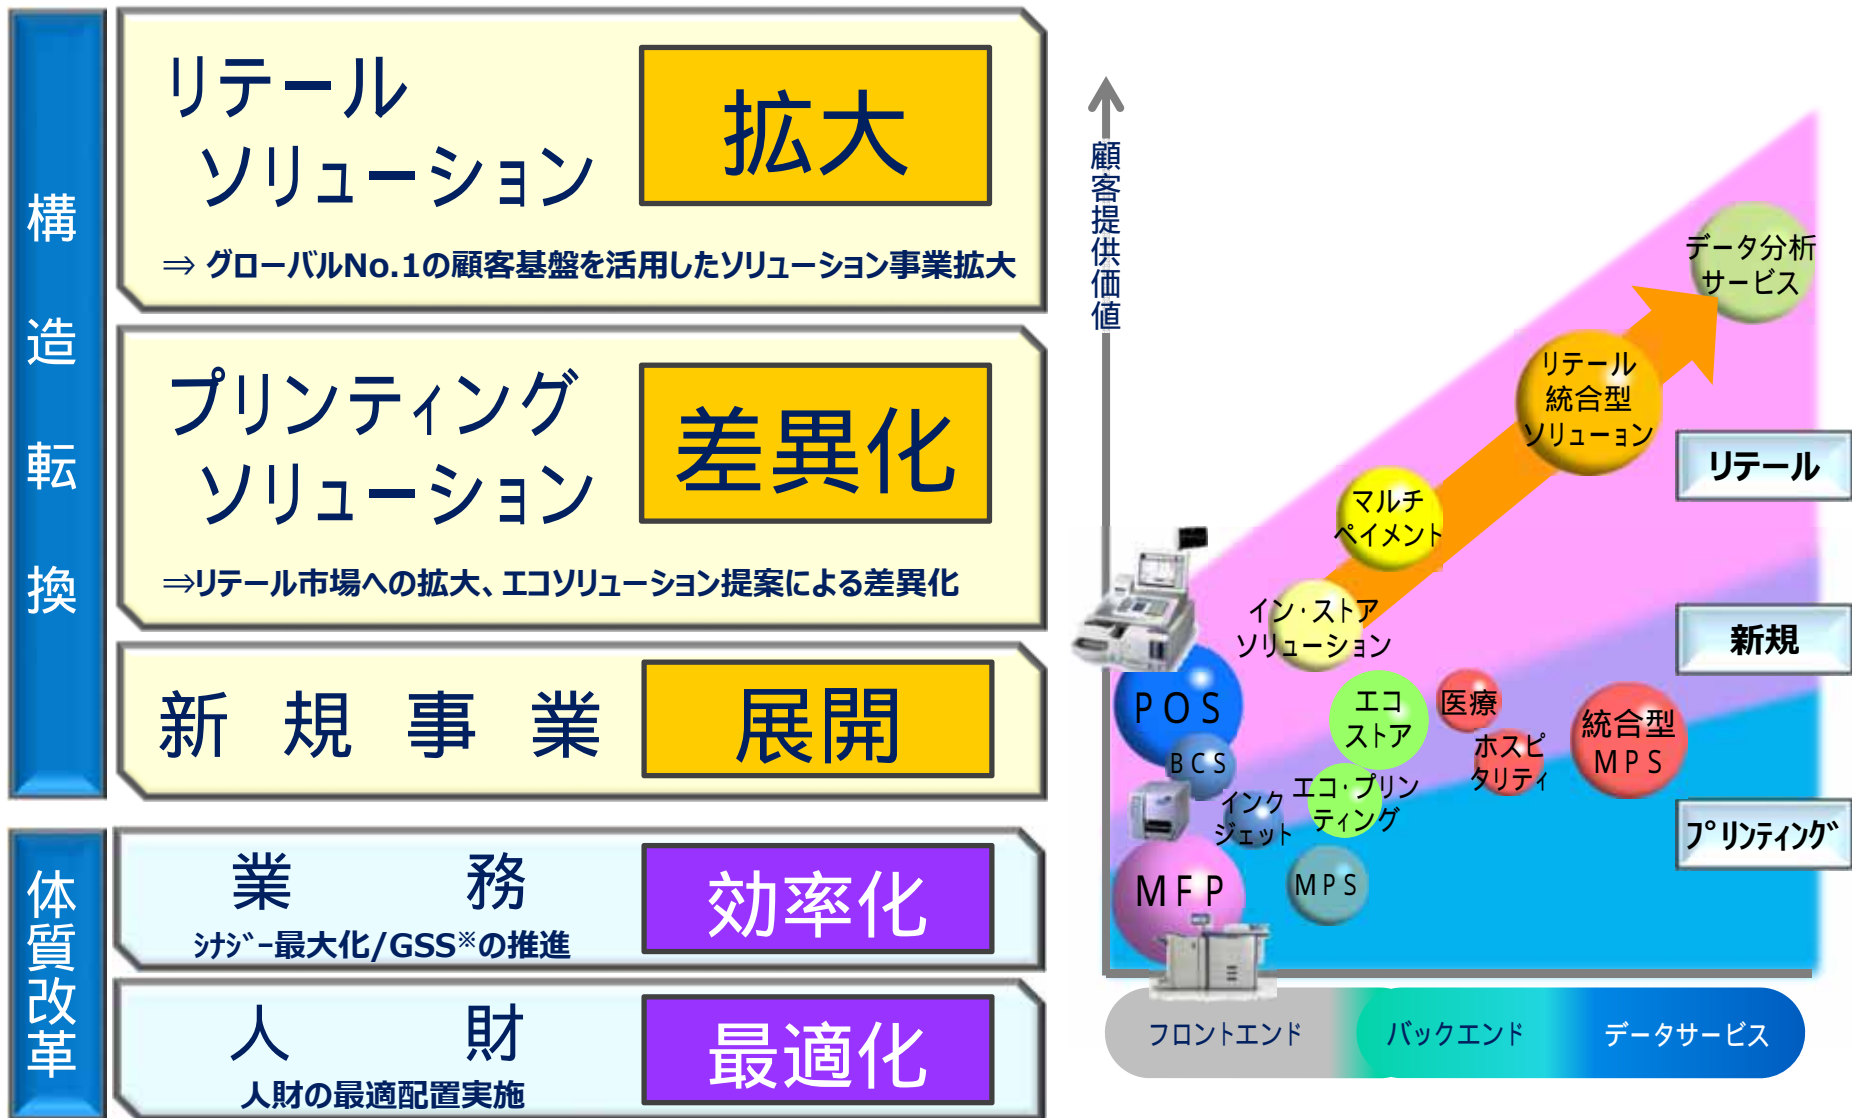 構造転換
リテール
ソリューション
拡大
⇒ グローバルNo.1の顧客基盤を活用したソリューション事業拡大
プリンティング
ソリューション
差異化
⇒リテール市場への拡大、エコソリューション提案による差異化
新規事業
展開
体質改革
業務
効率化
ｼﾅｼﾞｰ最大化/GSS※の推進
人財
最適化
人財の最適配置実施
顧客提供価値
データ分析
サービス
リテール
統合型
ソリューョン
リテール
マルチ
ペイメント
イン・ストア
ソリューション
新規
POS
エコ
ストア
医療
統合型
MPS
BCS
ホスピ
タリティ
インク
ジェット
エコ・プリン
ティング
ﾌﾟﾘﾝﾃｨﾝｸﾞ
MFP
MPS
フロントエンド
バックエンド
データサービス